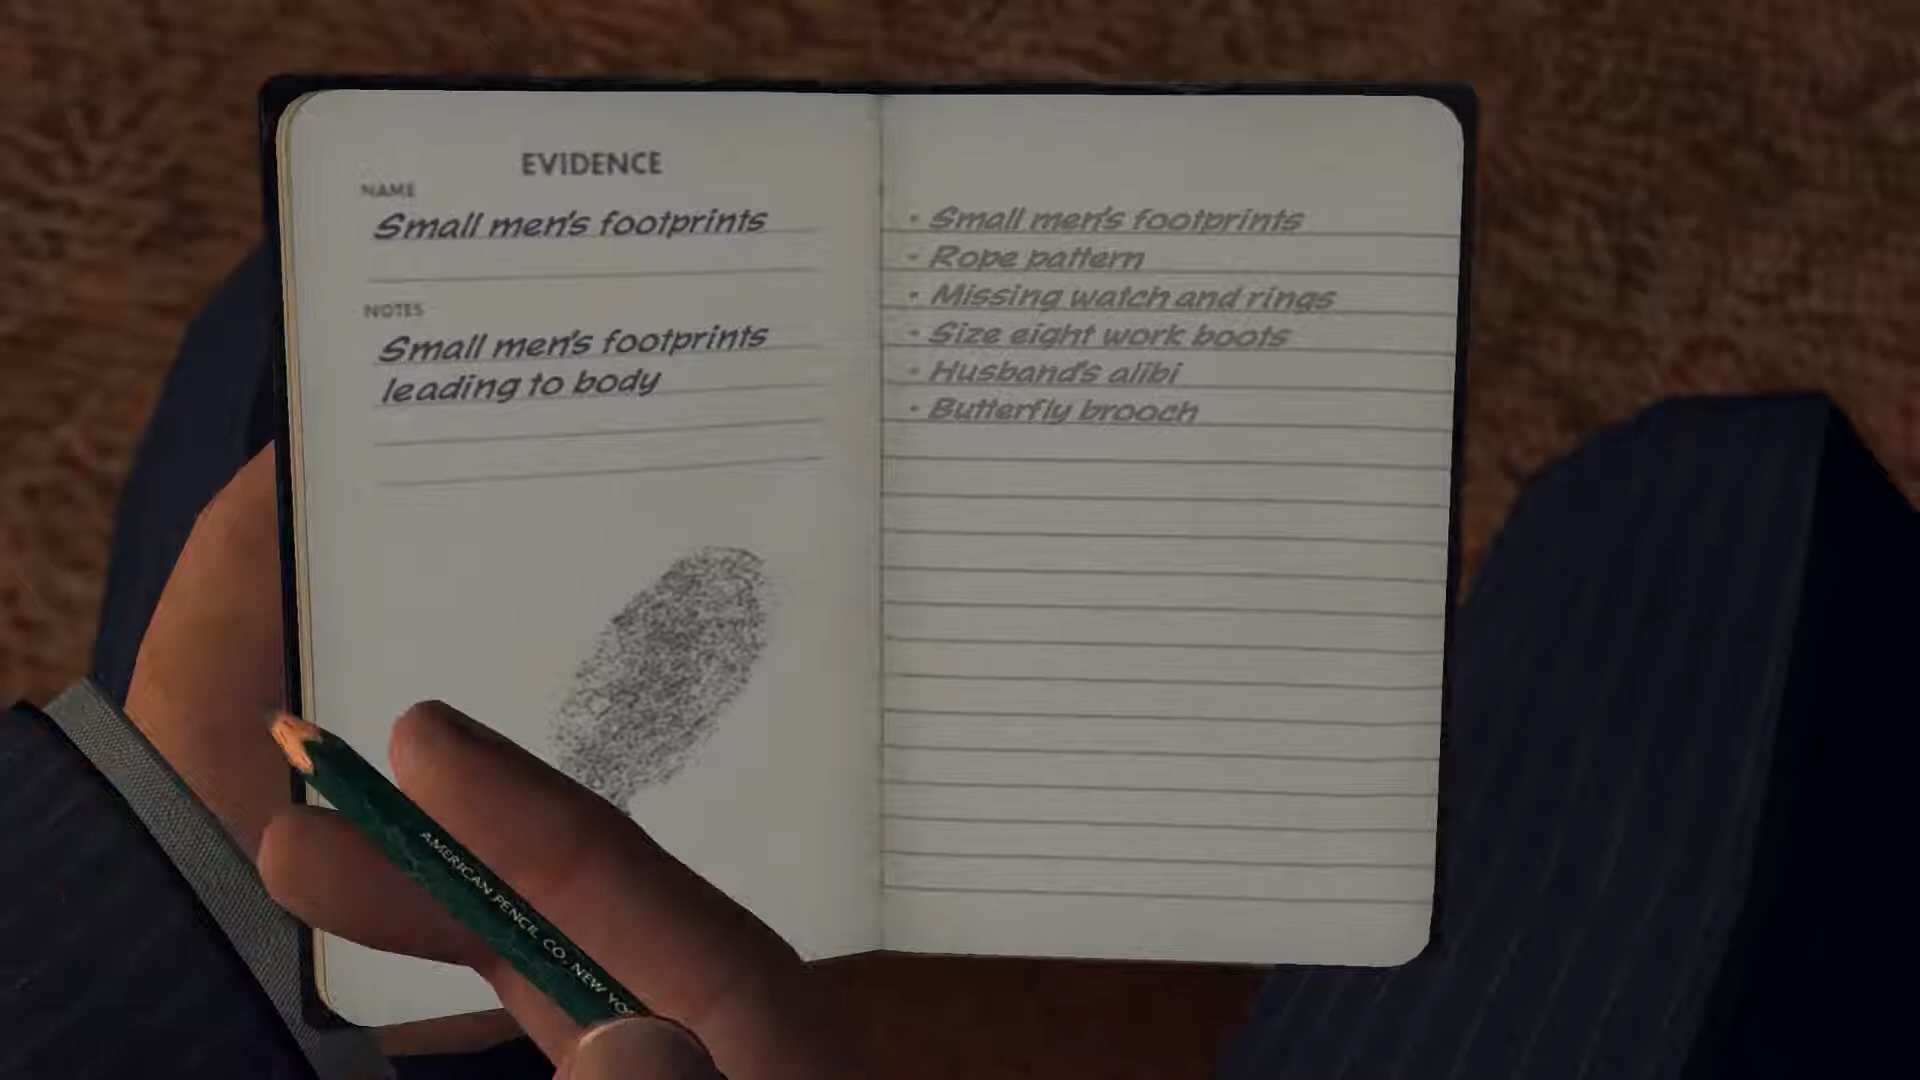 EVIDENCE
NAME
Small men's footprints
NOTES
Small men's footprints
leading to body
• Small men's footprints
• Rope pattern
• Missing watch and rings
• Size eight work boots
• Husband's alibi
• Butterfly brooch
AMERICAN PENCIL CO. NEW YO